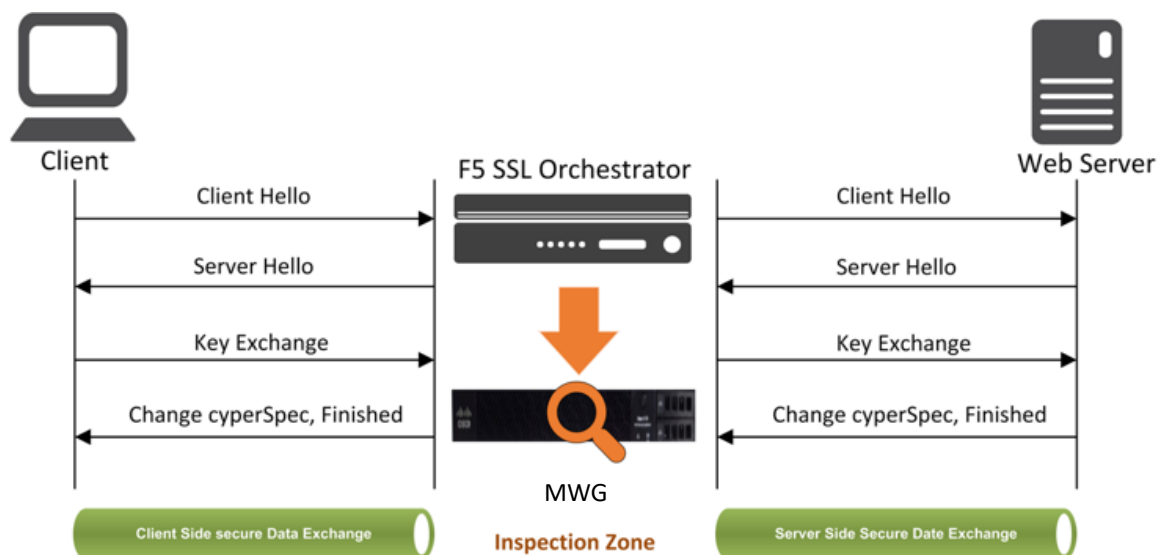 Client
F5 SSL Orchestrator
Web Server
Client Hello
Client Hello
Server Hello
Server Hello
Key Exchange
Key Exchange
Change cyperSpec, Finished
Change cyperSpec, Finished
MWG
Client Side secure Data Exchange
Inspection Zone
Server Side Secure Date Exchange